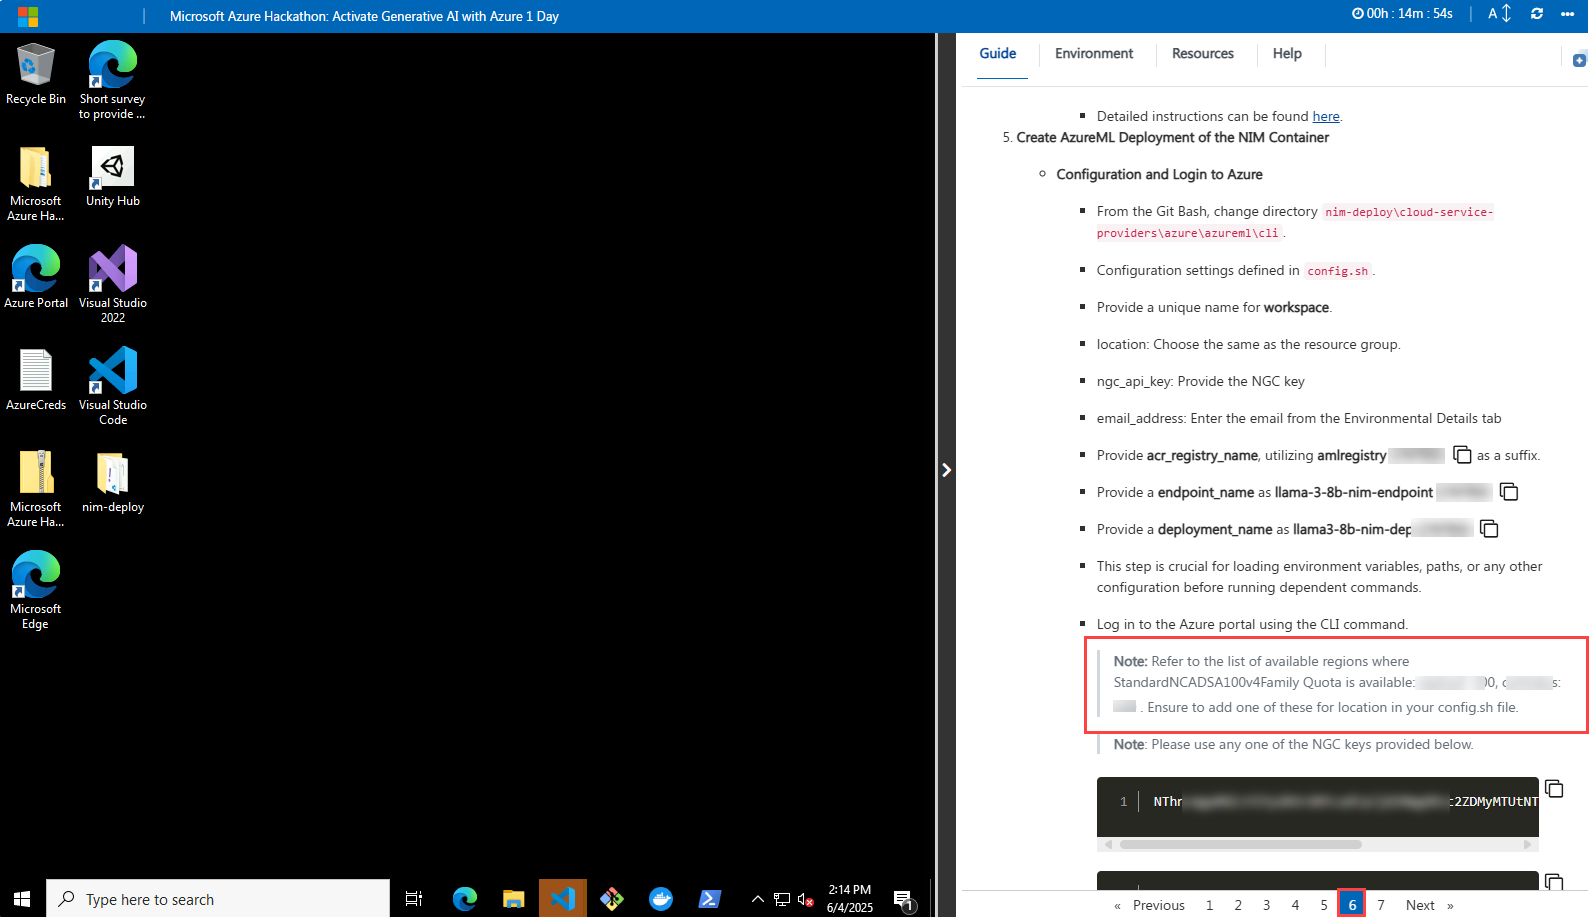 Microsoft Azure Hackathon: Activate Generative AI with Azure 1 Day
00h : 14m : 54s
A
Recycle Bin
Short survey
to provide ...
Microsoft
Azure Ha...
Unity Hub
Azure Portal
Visual Studio
2022
AzureCreds
Visual Studio
Code
Microsoft
Azure Ha...
nim-deploy
Microsoft
Edge
Type here to search
2:14 PM
6/4/2025
1
Guide
Environment
Resources
Help
Detailed instructions can be found here.
5. Create AzureML Deployment of the NIM Container
Configuration and Login to Azure
From the Git Bash, change directory nim-deploy\cloud-service-
providers\azure\azureml\cli.
Configuration settings defined in config.sh.
Provide a unique name for workspace.
location: Choose the same as the resource group.
ngc_api_key: Provide the NGC key
email_address: Enter the email from the Environmental Details tab
Provide acr_registry_name, utilizing amlregistry as a suffix.
Provide a endpoint_name as llama-3-8b-nim-endpoint
Provide a deployment_name as llama3-8b-nim-dep
This step is crucial for loading environment variables, paths, or any other
configuration before running dependent commands.
Log in to the Azure portal using the CLI command.
Note: Refer to the list of available regions where
StandardNCADSA100v4Family Quota is available:
. Ensure to add one of these for location in your config.sh file.
Note: Please use any one of the NGC keys provided below.
1 NThr c2ZDMyMTUtNT
« Previous 1 2 3 4 5 6 7 Next »